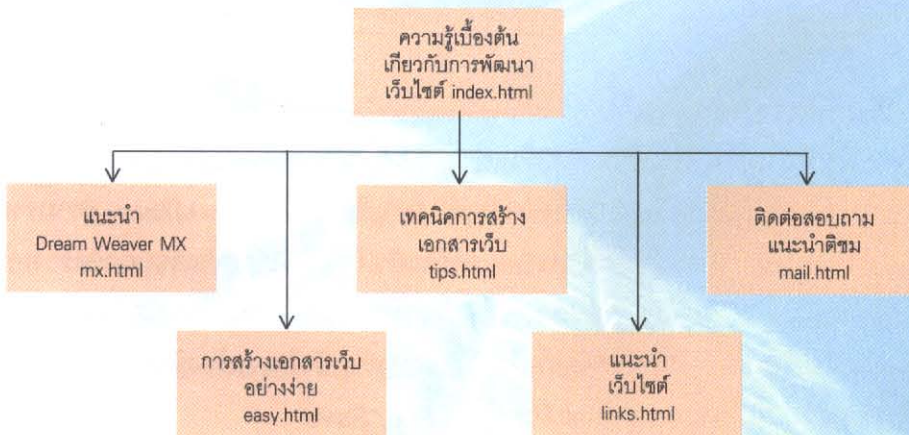 ความรู้เบื้องต้น
เกี่ยวกับการพัฒนา
เว็บไซต์ index.html
แนะนำ
Dream Weaver MX
mx.html
เทคนิคการสร้าง
เอกสารเว็บ
tips.html
ติดต่อสอบถาม
แนะนำติชม
mail.html
การสร้างเอกสารเว็บ
อย่างง่าย
easy.html
แนะนำ
เว็บไซต์
links.html